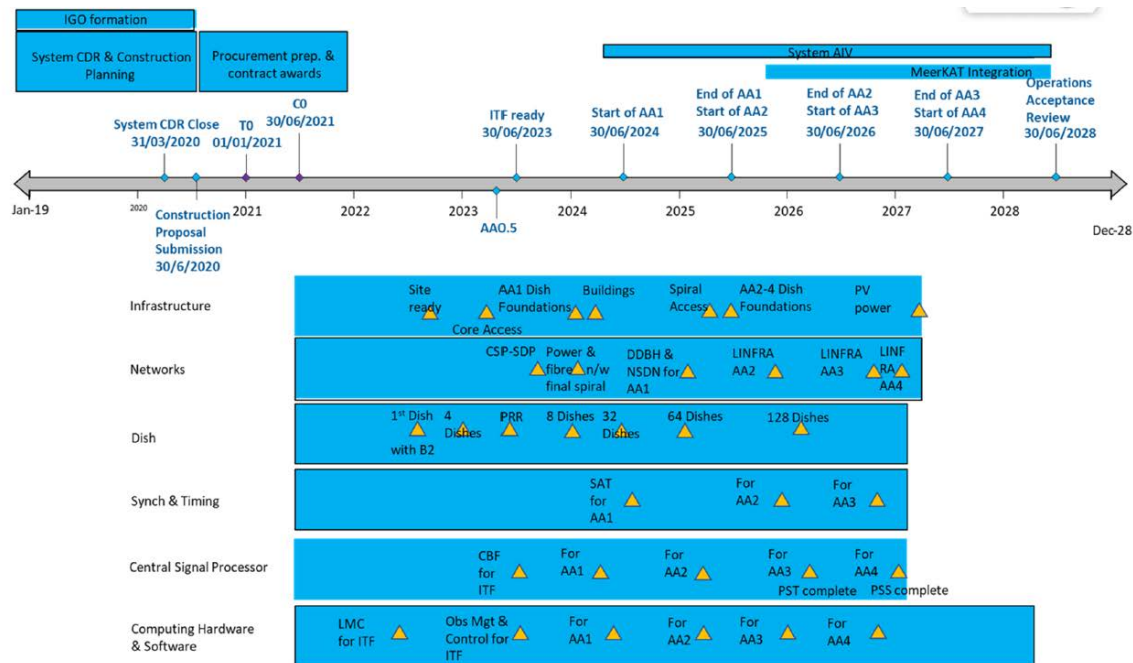 IGO formation
System CDR & Construction
Planning
Procurement prep. &
contract awards
System AIV
MeerKAT Integration
System CDR Close
31/03/2020
T0
01/01/2021
C0
30/06/2021
ITF ready
30/06/2023
Start of AA1
30/06/2024
End of AA1
Start of AA2
30/06/2025
End of AA2
Start of AA3
30/06/2026
End of AA3
Start of AA4
30/06/2027
Operations
Acceptance
Review
30/06/2028
Jan-19
2020
2021
2022
2023
2024
2025
2026
2027
2028
Dec-28
Construction
Proposal
Submission
30/6/2020
AA0.5
Infrastructure
Site
ready
Core Access
AA1 Dish
Foundations
Buildings
Spiral
Access
AA2-4 Dish
Foundations
PV
power
Networks
CSP-SDP
Power &
fibre n/w
final spiral
DDBH &
NSDN for
AA1
LINFRA
AA2
LINFRA
AA3
LINF
RA
AA4
Dish
1st Dish
with B2
4
Dishes
PRR
8 Dishes
32
Dishes
64 Dishes
128 Dishes
Synch & Timing
SAT
for
AA1
For
AA2
For
AA3
Central Signal Processor
CBF
for
ITF
For
AA1
For
AA2
For
AA3
PST complete
For
AA4
PSS complete
Computing Hardware
& Software
LMC
for ITF
Obs Mgt &
Control for
ITF
For
AA1
For
AA2
For
AA3
For
AA4